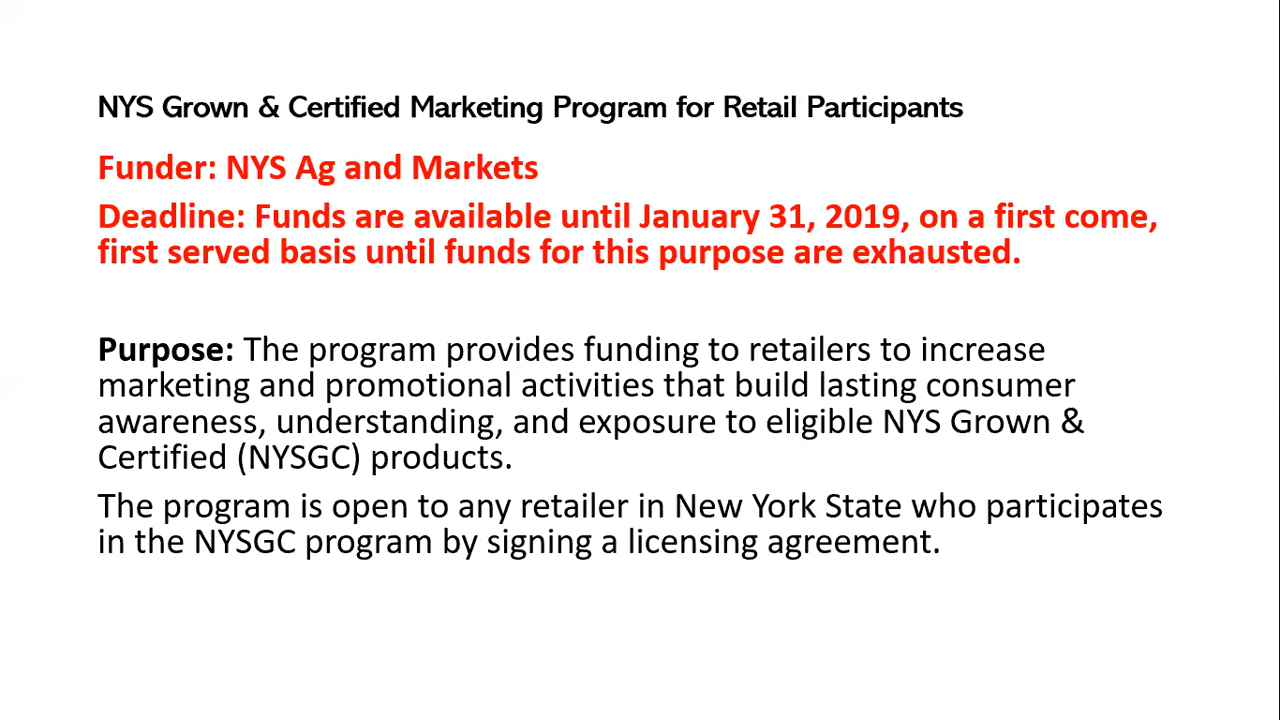 NYS Grown & Certified Marketing Program for Retail Participants
Funder: NYS Ag and Markets
Deadline: Funds are available until January 31, 2019, on a first come,
first served basis until funds for this purpose are exhausted.
Purpose: The program provides funding to retailers to increase
marketing and promotional activities that build lasting consumer
awareness, understanding, and exposure to eligible NYS Grown &
Certified (NYSGC) products.
The program is open to any retailer in New York State who participates
in the NYSGC program by signing a licensing agreement.